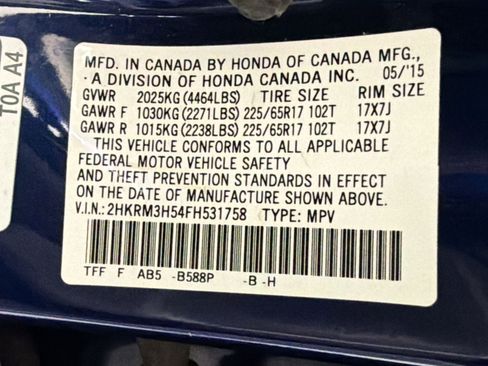 T0A A4
MFD. IN CANADA BY HONDA OF CANADA MFG.,
· A DIVISION OF HONDA CANADA INC. 05/'15
GVWR 2025KG (4464LBS) TIRE SIZE RIM SIZE
GAWR F 1030KG (2271LBS) 225/65R17 102T 17X7J
GAWR R 1015KG (2238LBS) 225/65R17 102T 17X7J
THIS VEHICLE CONFORMS TO ALL APPLICABLE
FEDERAL MOTOR VEHICLE SAFETY
AND THEFT PREVENTION STANDARDS IN EFFECT
ON THE DATE OF MANUFACTURE SHOWN ABOVE.
V.I.N.: 2HKRM3H54FH531758 TYPE: MPV
TFF F AB5 -B588P -B -H